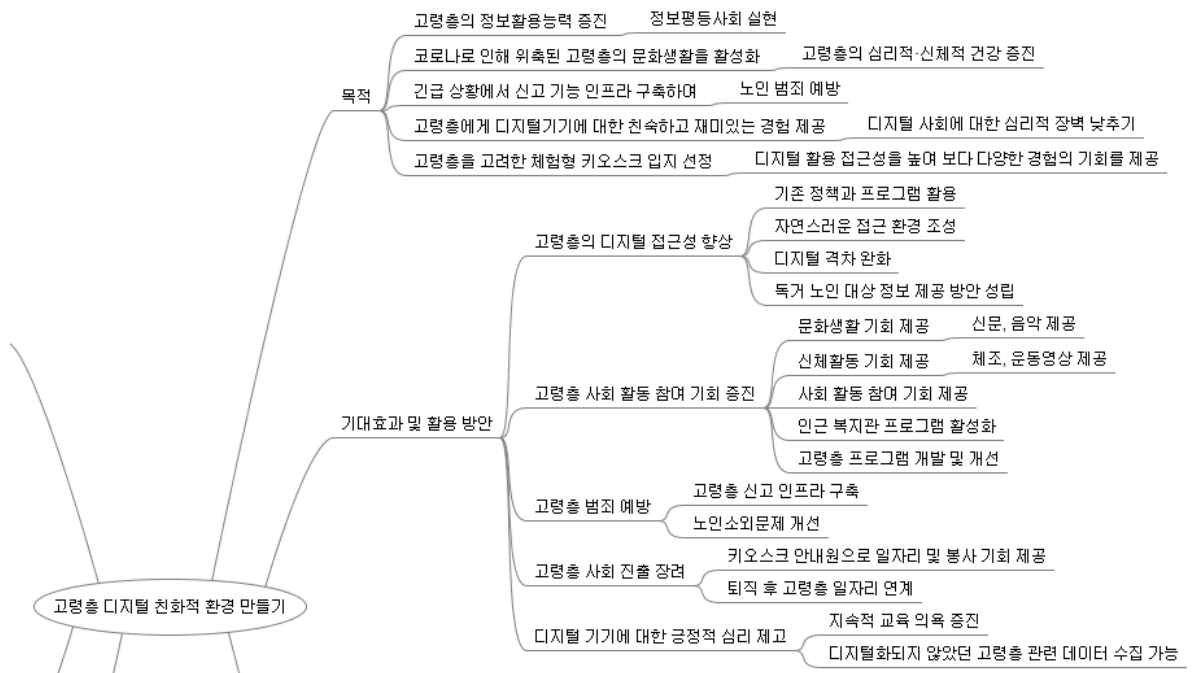 고령층의 정보활용능력 증진
정보평등사회 실현
코로나로 인해 위축된 고령층의 문화생활을 활성화
고령층의 심리적·신체적 건강 증진
목적
긴급 상황에서 신고 기능 인프라 구축하여
노인 범죄 예방
고령층에게 디지털기기에 대한 친숙하고 재미있는 경험 제공
디지털 사회에 대한 심리적 장벽 낮추기
고령층을 고려한 체험형 키오스크 입지 선정
디지털 활용 접근성을 높여 보다 다양한 경험의 기회를 제공
기대효과 및 활용 방안
고령층의 디지털 접근성 향상
기존 정책과 프로그램 활용
자연스러운 접근 환경 조성
디지털 격차 완화
독거 노인 대상 정보 제공 방안 성립
고령층 사회 활동 참여 기회 증진
문화생활 기회 제공
신문, 음악 제공
신체활동 기회 제공
체조, 운동영상 제공
사회 활동 참여 기회 제공
인근 복지관 프로그램 활성화
고령층 프로그램 개발 및 개선
고령층 범죄 예방
고령층 신고 인프라 구축
노인소외문제 개선
고령층 사회 진출 장려
키오스크 안내원으로 일자리 및 봉사 기회 제공
퇴직 후 고령층 일자리 연계
디지털 기기에 대한 긍정적 심리 제고
지속적 교육 의욕 증진
디지털화되지 않았던 고령층 관련 데이터 수집 가능
고령층 디지털 친화적 환경 만들기